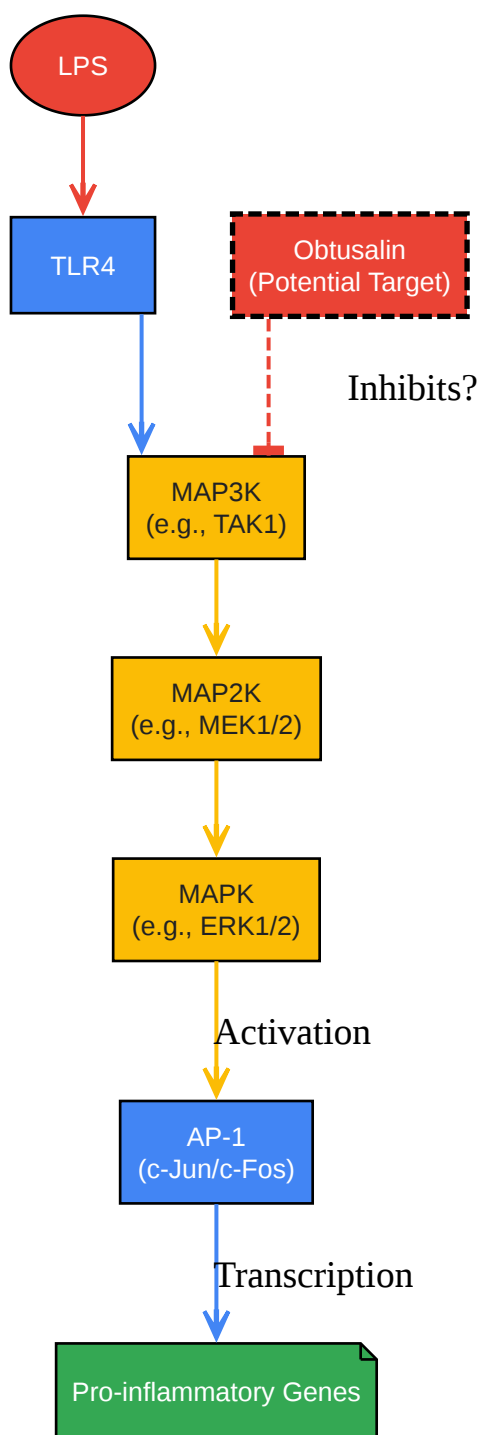 LPS
TLR4
Obtusalin
(Potential Target)
Inhibits?
MAP3K
(e.g., TAK1)
MAP2K
(e.g., MEK1/2)
MAPK
(e.g., ERK1/2)
Activation
AP-1
(c-Jun/c-Fos)
Transcription
Pro-inflammatory Genes